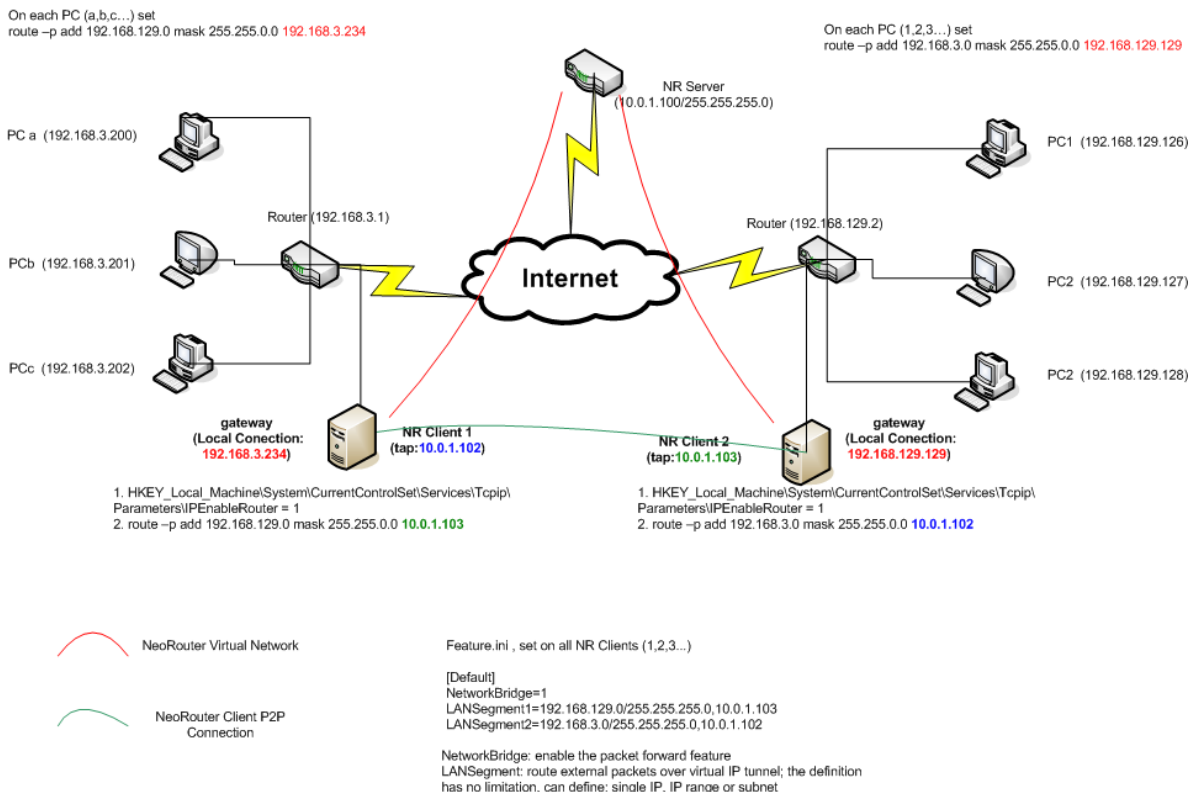 On each PC (a,b,c...) set
route –p add 192.168.129.0 mask 255.255.0.0 192.168.3.234
On each PC (1,2,3...) set
route –p add 192.168.3.0 mask 255.255.0.0 192.168.129.129
NR Server
(10.0.1.100/255.255.255.0)
PC a (192.168.3.200)
PC1 (192.168.129.126)
Router (192.168.3.1)
Router (192.168.129.2)
PCb (192.168.3.201)
Internet
PC2 (192.168.129.127)
PCc (192.168.3.202)
PC2 (192.168.129.128)
gateway
(Local Conection:
192.168.3.234)
NR Client 1
(tap:10.0.1.102)
NR Client 2
(tap:10.0.1.103)
gateway
(Local Conection:
192.168.129.129)
1. HKEY_Local_Machine\System\CurrentControlSet\Services\Tcpip\
Parameters\IPEnableRouter = 1
2. route –p add 192.168.129.0 mask 255.255.0.0 10.0.1.103
1. HKEY_Local_Machine\System\CurrentControlSet\Services\Tcpip\
Parameters\IPEnableRouter = 1
2. route –p add 192.168.3.0 mask 255.255.0.0 10.0.1.102
NeoRouter Virtual Network
NeoRouter Client P2P
Connection
Feature.ini , set on all NR Clients (1,2,3...)
[Default]
NetworkBridge=1
LANSegment1=192.168.129.0/255.255.255.0,10.0.1.103
LANSegment2=192.168.3.0/255.255.255.0,10.0.1.102
NetworkBridge: enable the packet forward feature
LANSegment: route external packets over virtual IP tunnel; the definition
has no limitation, can define: single IP, IP range or subnet